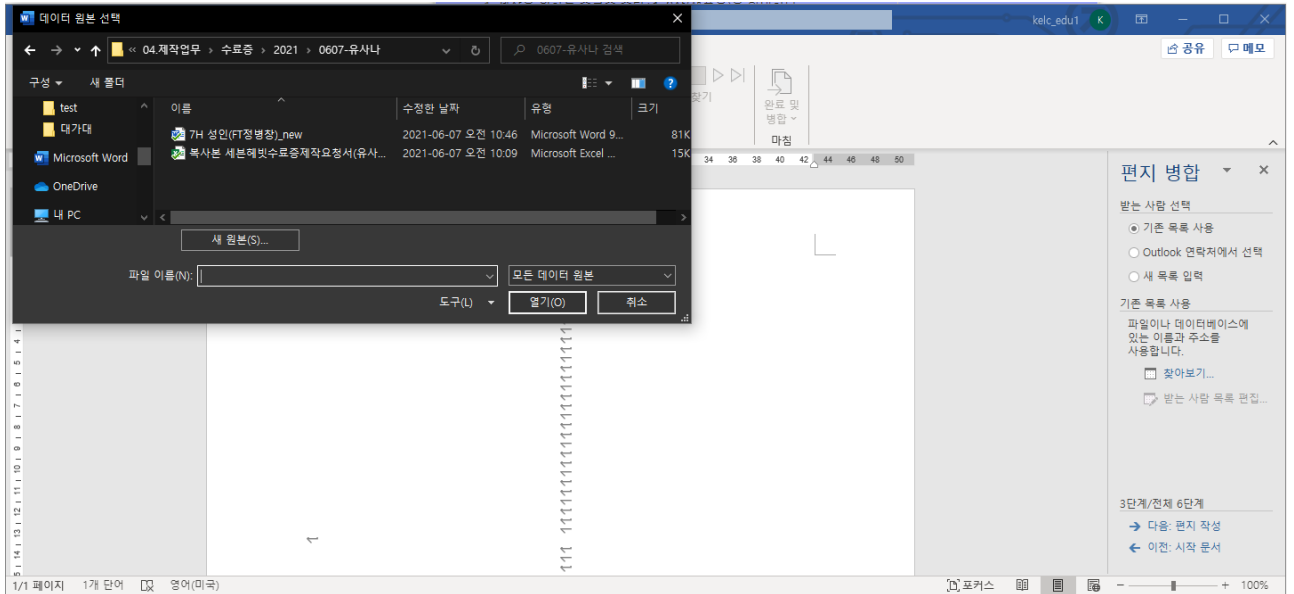 데이터 원본 선택
kelc_edu1
K
« 04.제작업무 › 수료증 › 2021 › 0607-유사나
0607-유사나 검색
공유
메모
구성
새 폴더
찾기
완료 및
병합
마침
test
대가대
Microsoft Word
OneDrive
내 PC
이름
수정한 날짜
유형
크기
7H 성인(FT정병창)_new
2021-06-07 오전 10:46
Microsoft Word 9...
81K
복사본 세븐해빗수료증제작요청서(유사...
2021-06-07 오전 10:09
Microsoft Excel ...
15K
새 원본(S)...
파일 이름(N):
모든 데이터 원본
도구(L)
열기(O)
취소
34 36 38 40 42 44 46 48 50
편지 병합
받는 사람 선택
기존 목록 사용
Outlook 연락처에서 선택
새 목록 입력
기존 목록 사용
파일이나 데이터베이스에
있는 이름과 주소를
사용합니다.
찾아보기...
받는 사람 목록 편집...
3단계/전체 6단계
다음: 편지 작성
이전: 시작 문서
4
5
6
7
8
9
10
11
12
13
14
1/1 페이지
1개 단어
영어(미국)
포커스
100%